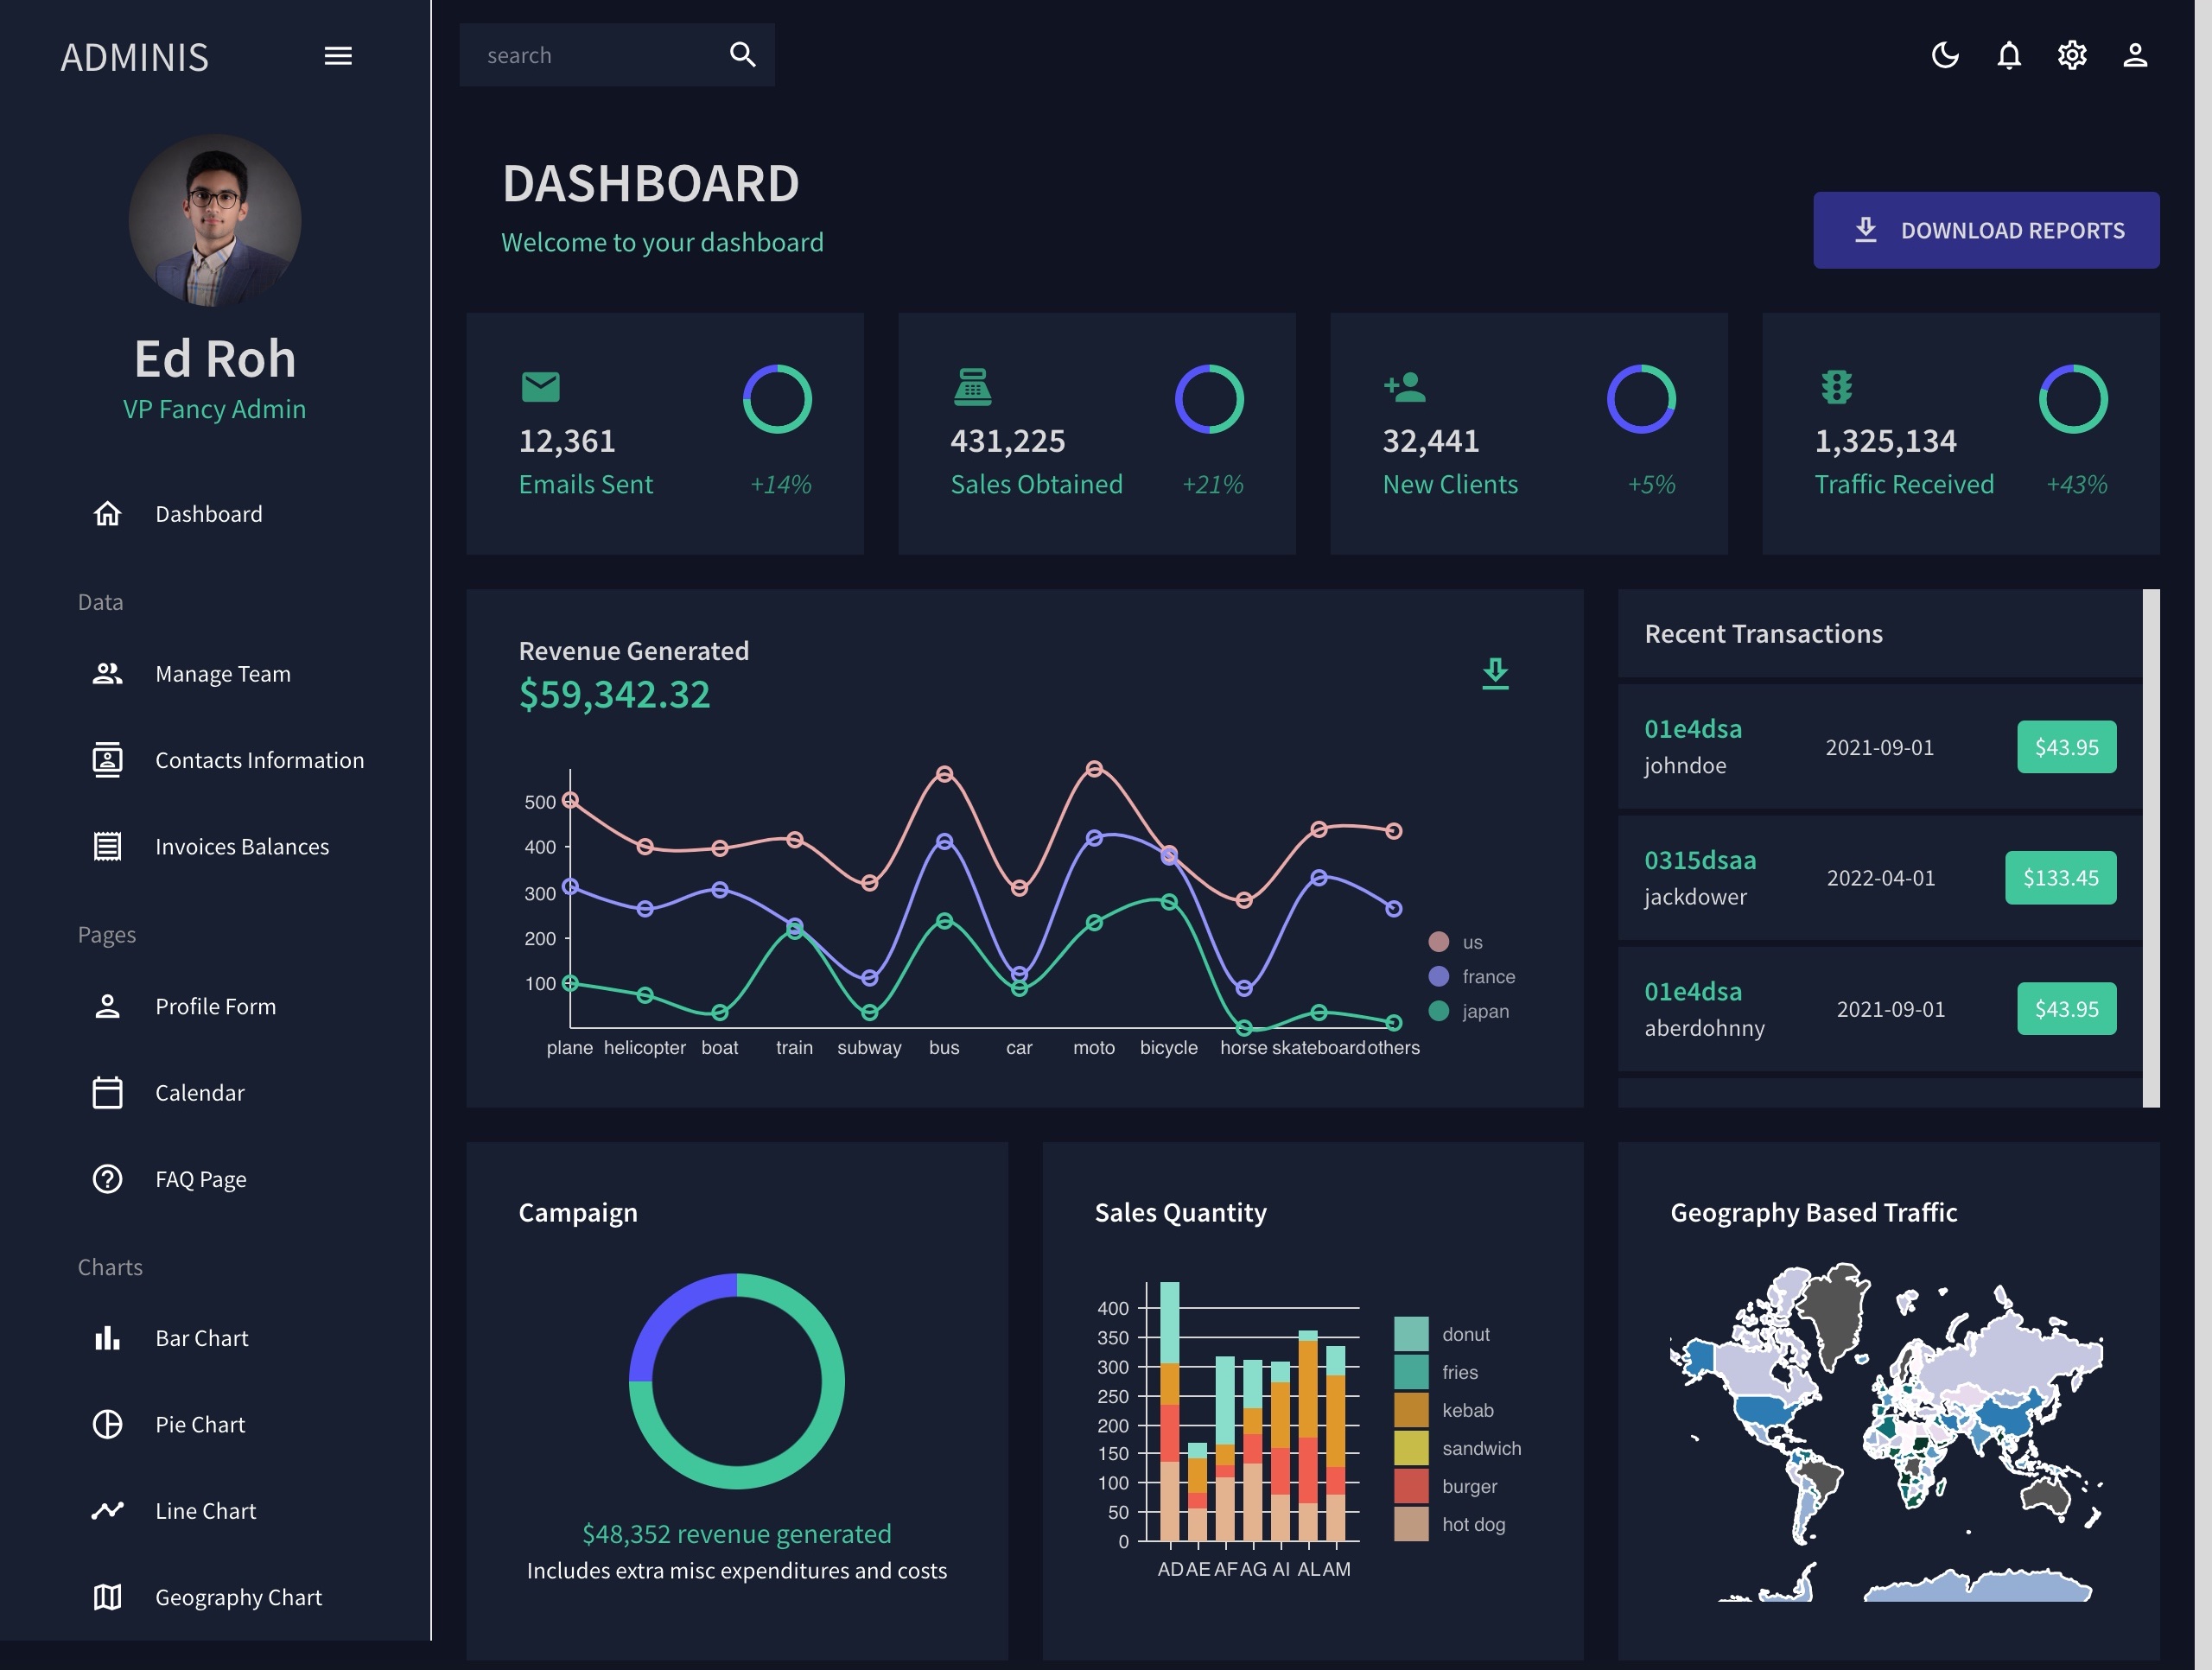 ADMINIS
search
Ed Roh
VP Fancy Admin
Dashboard
Data
Manage Team
Contacts Information
Invoices Balances
Pages
Profile Form
Calendar
FAQ Page
Charts
Bar Chart
Pie Chart
Line Chart
Geography Chart
DASHBOARD
Welcome to your dashboard
DOWNLOAD REPORTS
12,361
Emails Sent
+14%
431,225
Sales Obtained
+21%
32,441
New Clients
+5%
1,325,134
Traffic Received
+43%
Revenue Generated
$59,342.32
500
400
300
200
100
plane helicopter boat train subway bus car moto bicycle horse skateboard others
us
france
japan
Recent Transactions
01e4dsa
johndoe
2021-09-01
$43.95
0315dsaa
jackdower
2022-04-01
$133.45
01e4dsa
aberdohnny
2021-09-01
$43.95
Campaign
$48,352 revenue generated
Includes extra misc expenditures and costs
Sales Quantity
400
350
300
250
200
150
100
50
0
AD AE AF AG AI AL AM
donut
fries
kebab
sandwich
burger
hot dog
Geography Based Traffic